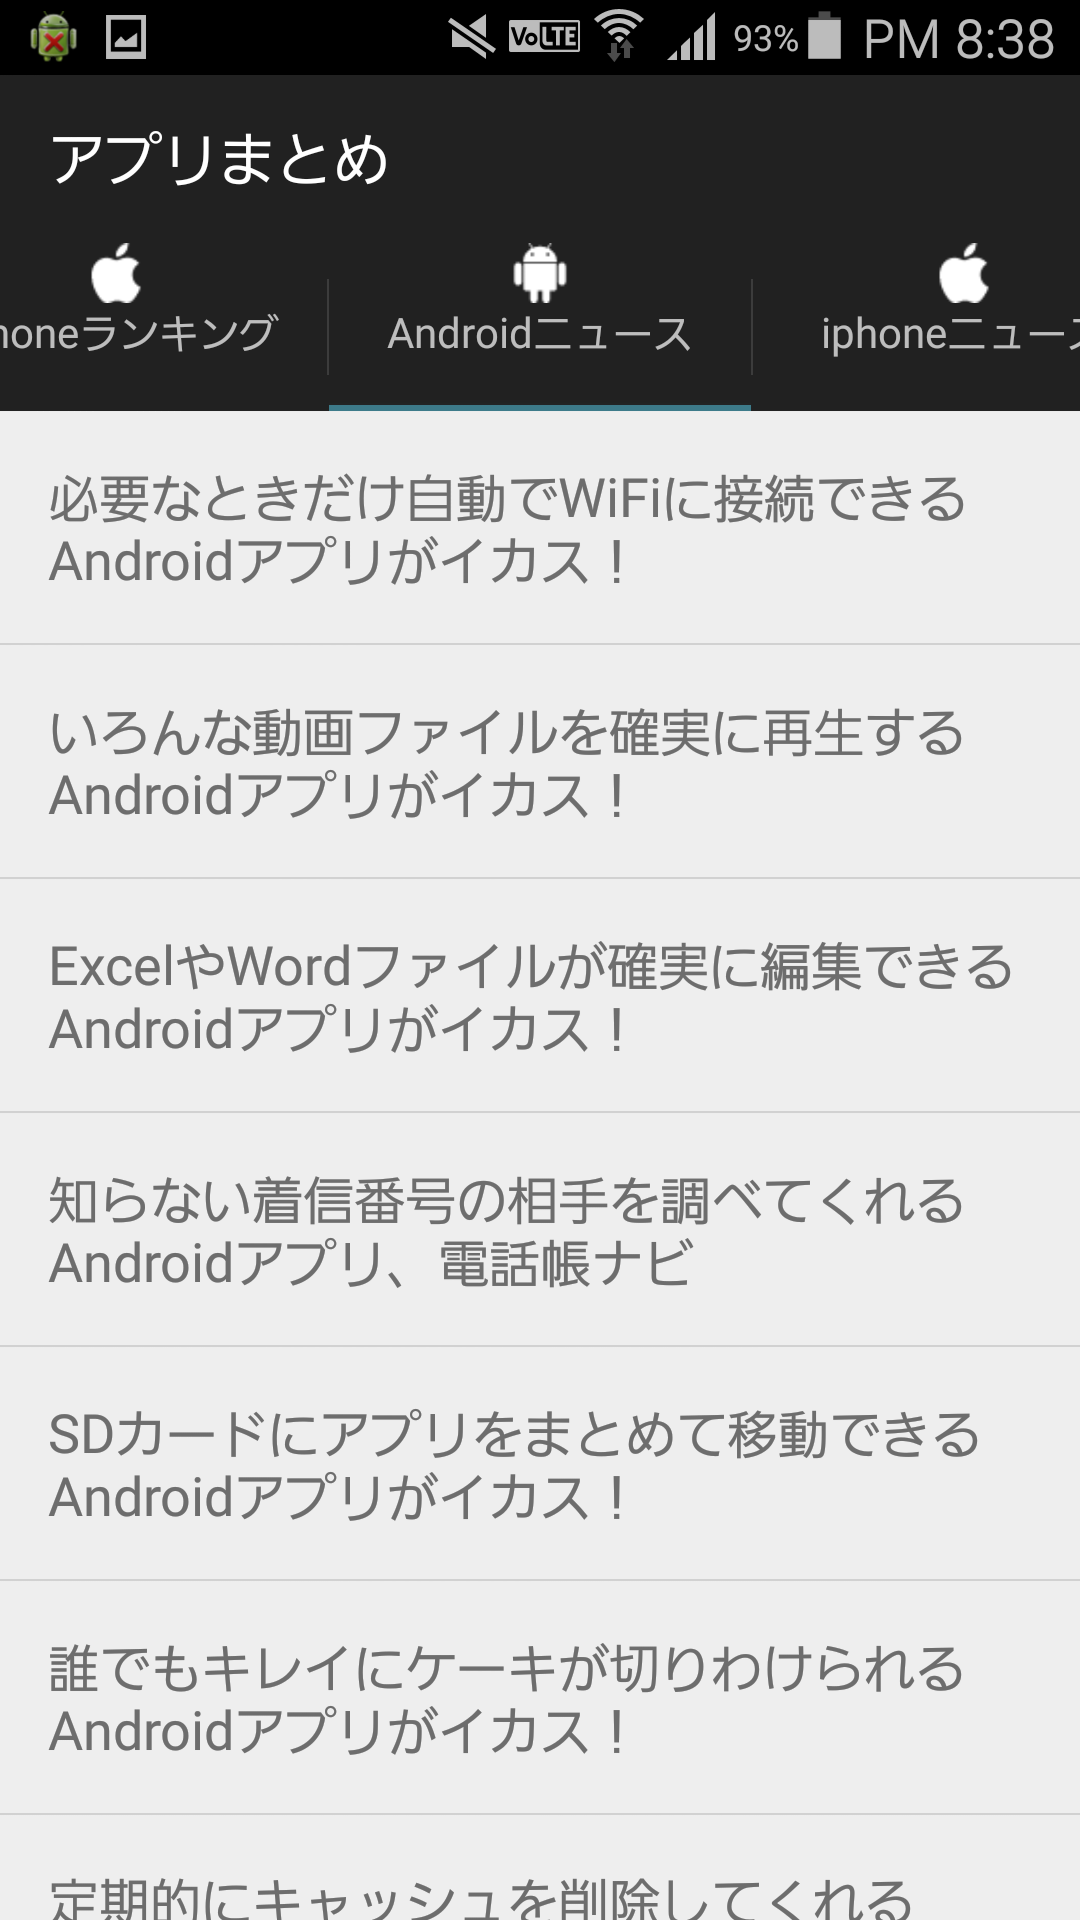 VoLTE 93% PM 8:38
アプリまとめ
honeランキング
Androidニュース
iphoneニュース
必要なときだけ自動でWiFiに接続できる
Androidアプリがイカス！
いろんな動画ファイルを確実に再生する
Androidアプリがイカス！
ExcelやWordファイルが確実に編集できる
Androidアプリがイカス！
知らない着信番号の相手を調べてくれる
Androidアプリ、電話帳ナビ
SDカードにアプリをまとめて移動できる
Androidアプリがイカス！
誰でもキレイにケーキが切りわけられる
Androidアプリがイカス！
定期的にキャッシュを削除してくれる